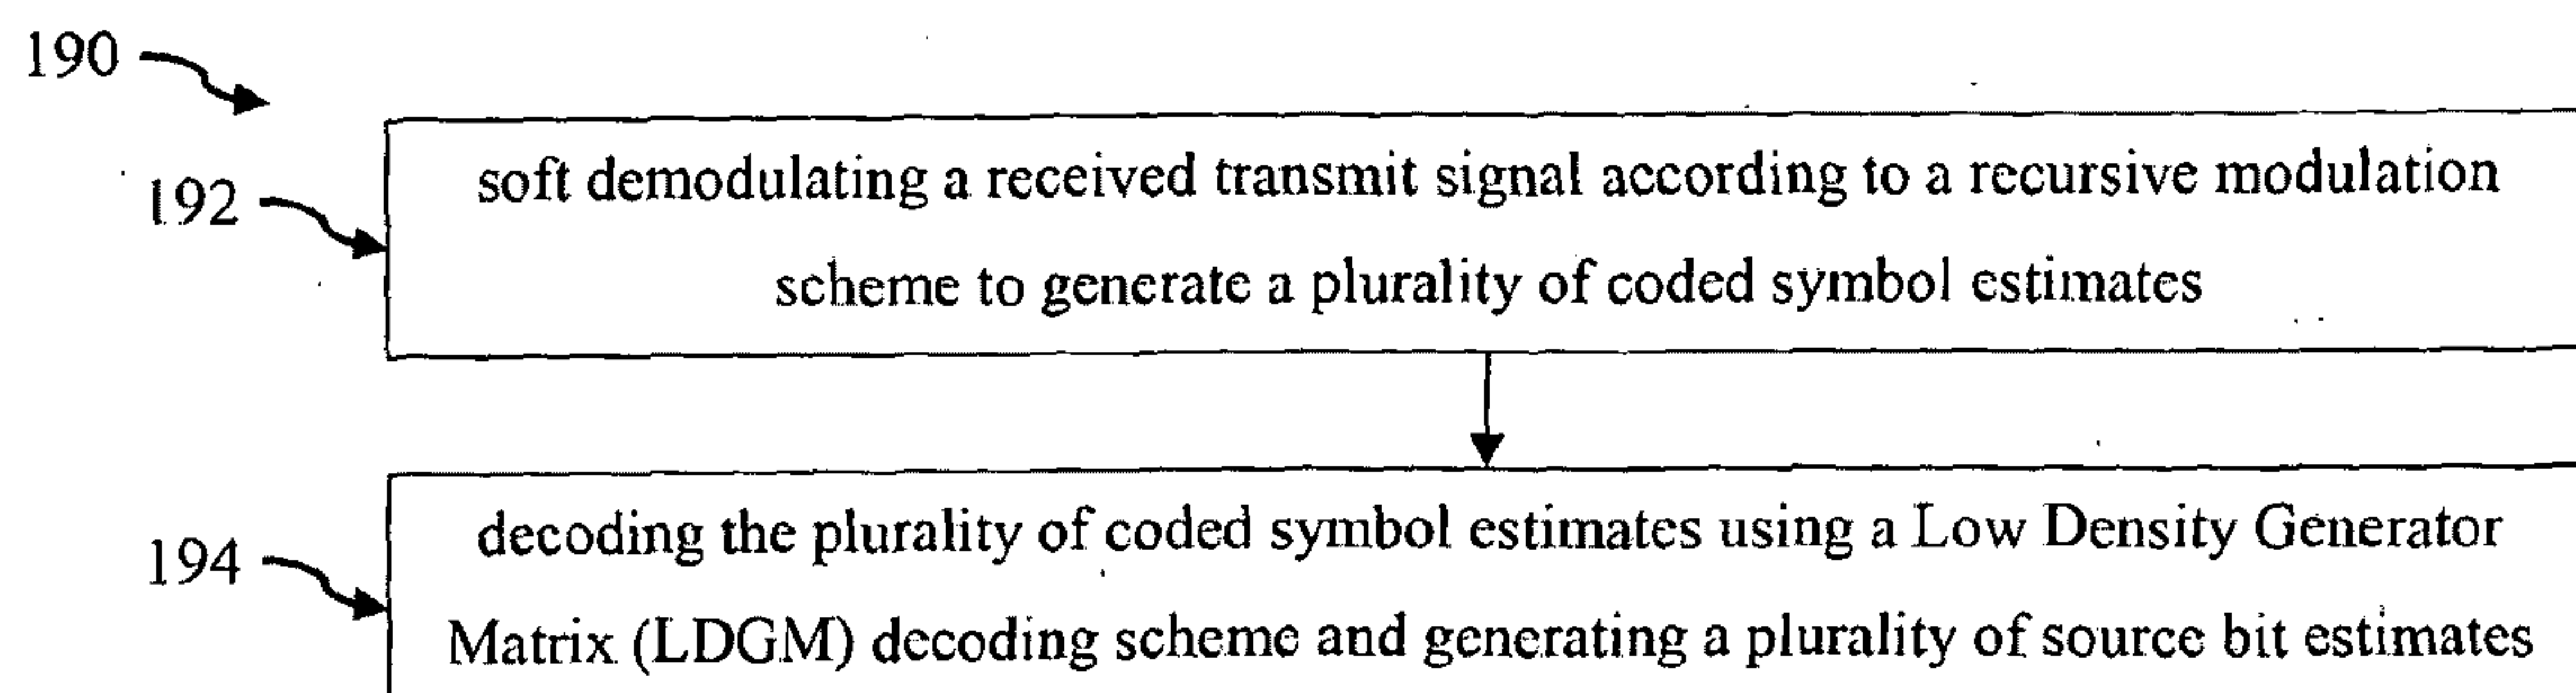 190
192
soft demodulating a received transmit signal according to a recursive modulation
scheme to generate a plurality of coded symbol estimates
194
decoding the plurality of coded symbol estimates using a Low Density Generator
Matrix (LDGM) decoding scheme and generating a plurality of source bit estimates